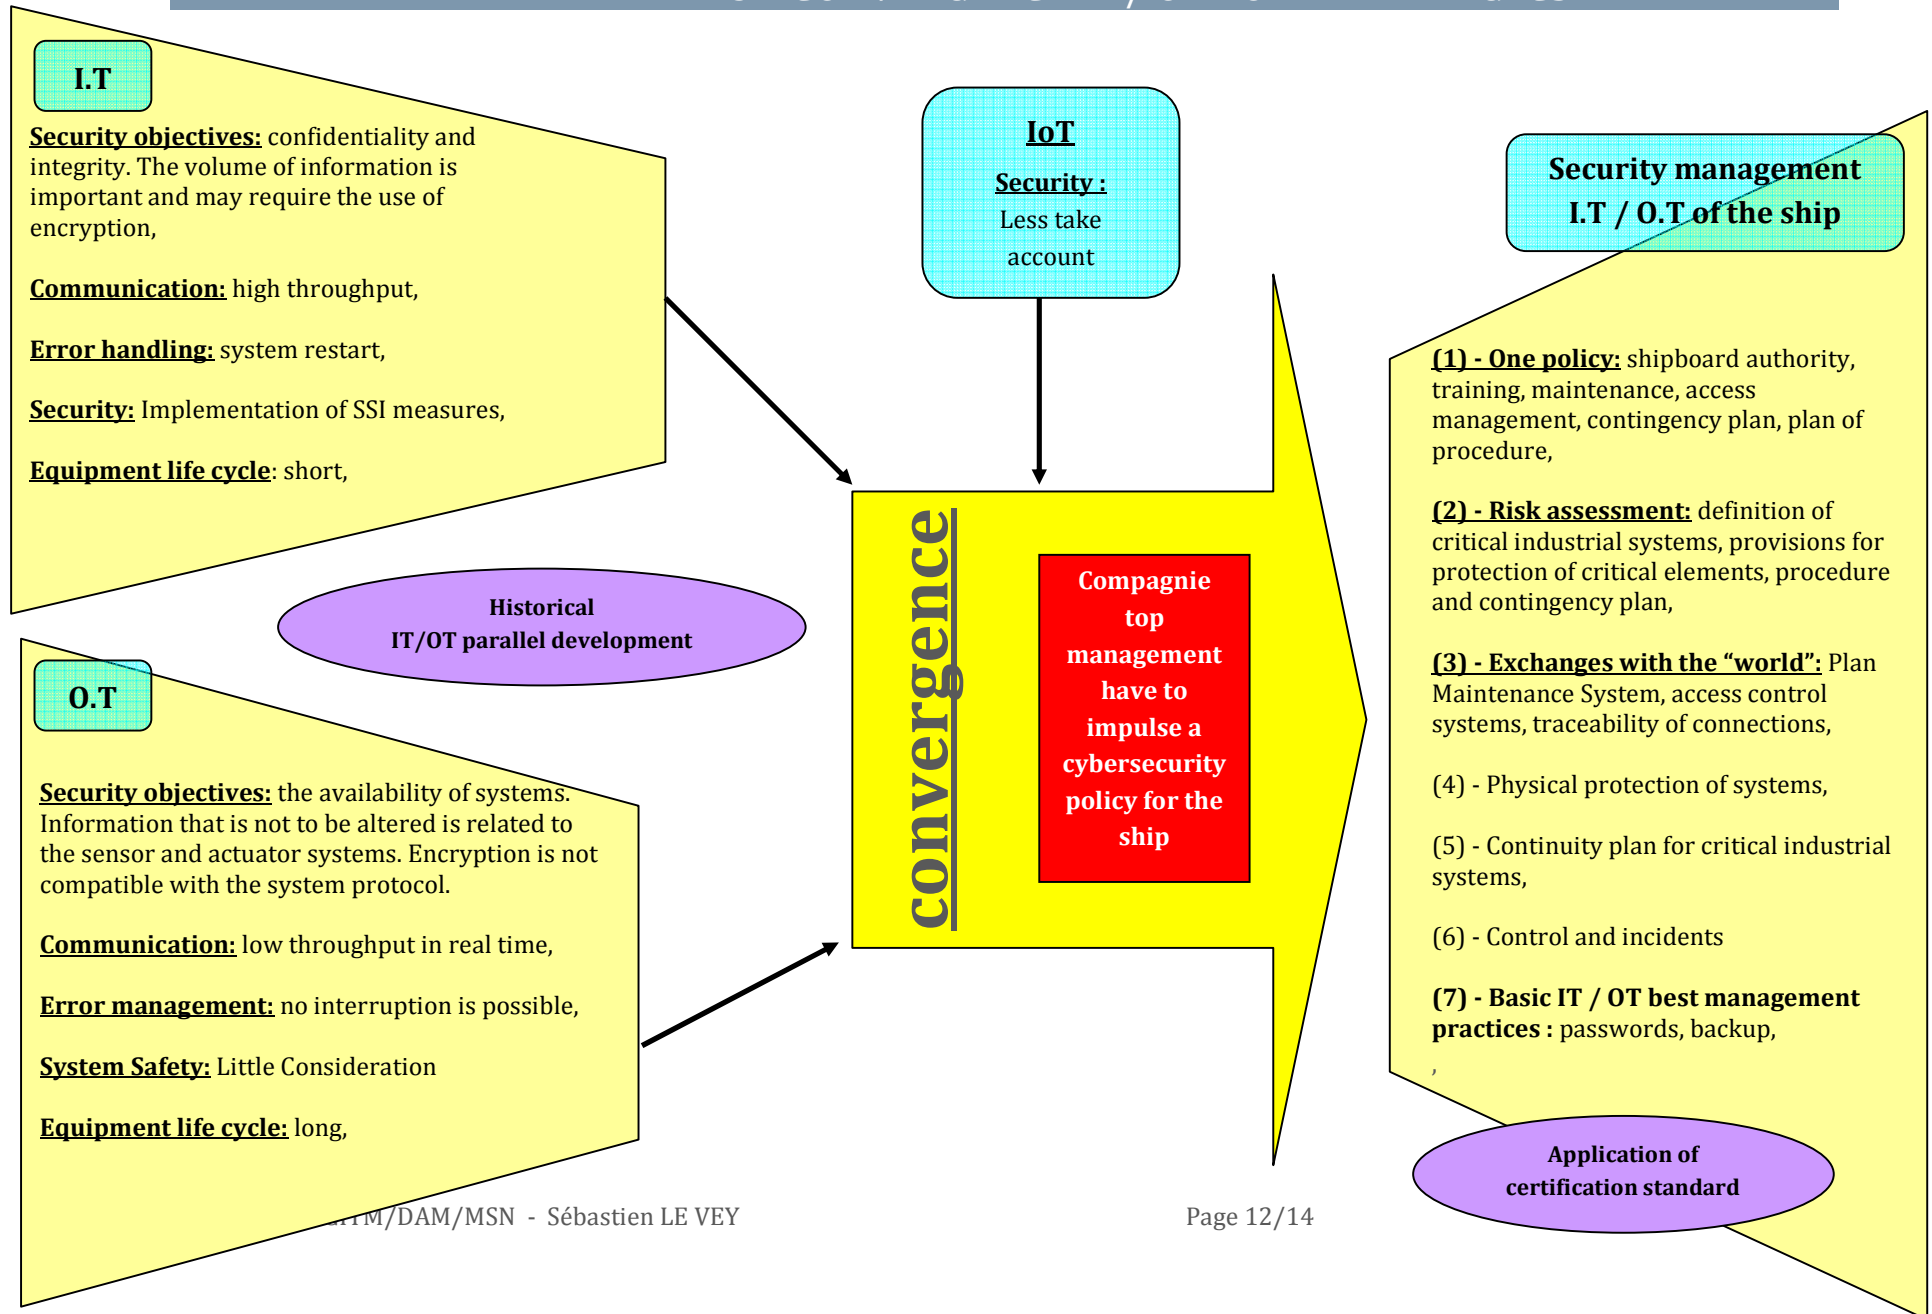 I.T
Security objectives: confidentiality and
integrity. The volume of information is
important and may require the use of
encryption,
Communication: high throughput,
Error handling: system restart,
Security: Implementation of SSI measures,
Equipment life cycle: short,
Historical
IT/OT parallel development
O.T
Security objectives: the availability of systems.
Information that is not to be altered is related to
the sensor and actuator systems. Encryption is not
compatible with the system protocol.
Communication: low throughput in real time,
Error management: no interruption is possible,
System Safety: Little Consideration
Equipment life cycle: long,
IoT
Security :
Less take
account
convergence
Compagnie
top
management
have to
impulse a
cybersecurity
policy for the
ship
Security management
I.T / O.T of the ship
(1) - One policy: shipboard authority,
training, maintenance, access
management, contingency plan, plan of
procedure,
(2) - Risk assessment: definition of
critical industrial systems, provisions for
protection of critical elements, procedure
and contingency plan,
(3) - Exchanges with the “world”: Plan
Maintenance System, access control
systems, traceability of connections,
(4) - Physical protection of systems,
(5) - Continuity plan for critical industrial
systems,
(6) - Control and incidents
(7) - Basic IT / OT best management
practices : passwords, backup,
,
Application of
certification standard
/DAM/MSN - Sébastien LE VEY
Page 12/14